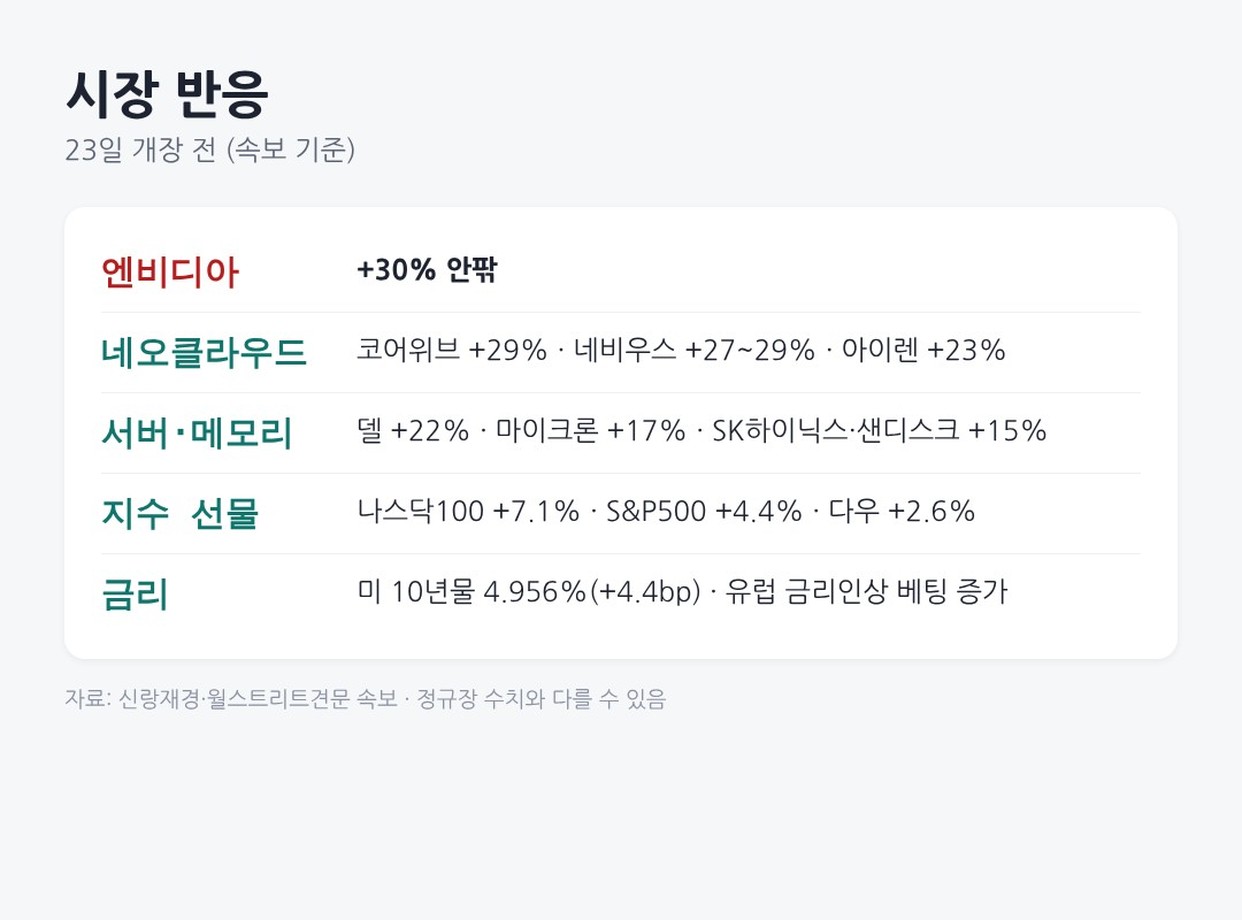 시장 반응
23일 개장 전 (속보 기준)
엔비디아 +30% 안팎
네오클라우드 코어위브 +29% · 네비우스 +27~29% · 아이렌 +23%
서버·메모리 델 +22% · 마이크론 +17% · SK하이닉스·샌디스크 +15%
지수 선물 나스닥100 +7.1% · S&P500 +4.4% · 다우 +2.6%
금리 미 10년물 4.956%(+4.4bp) · 유럽 금리인상 베팅 증가
자료: 신랑재경·월스트리트견문 속보 · 정규장 수치와 다를 수 있음